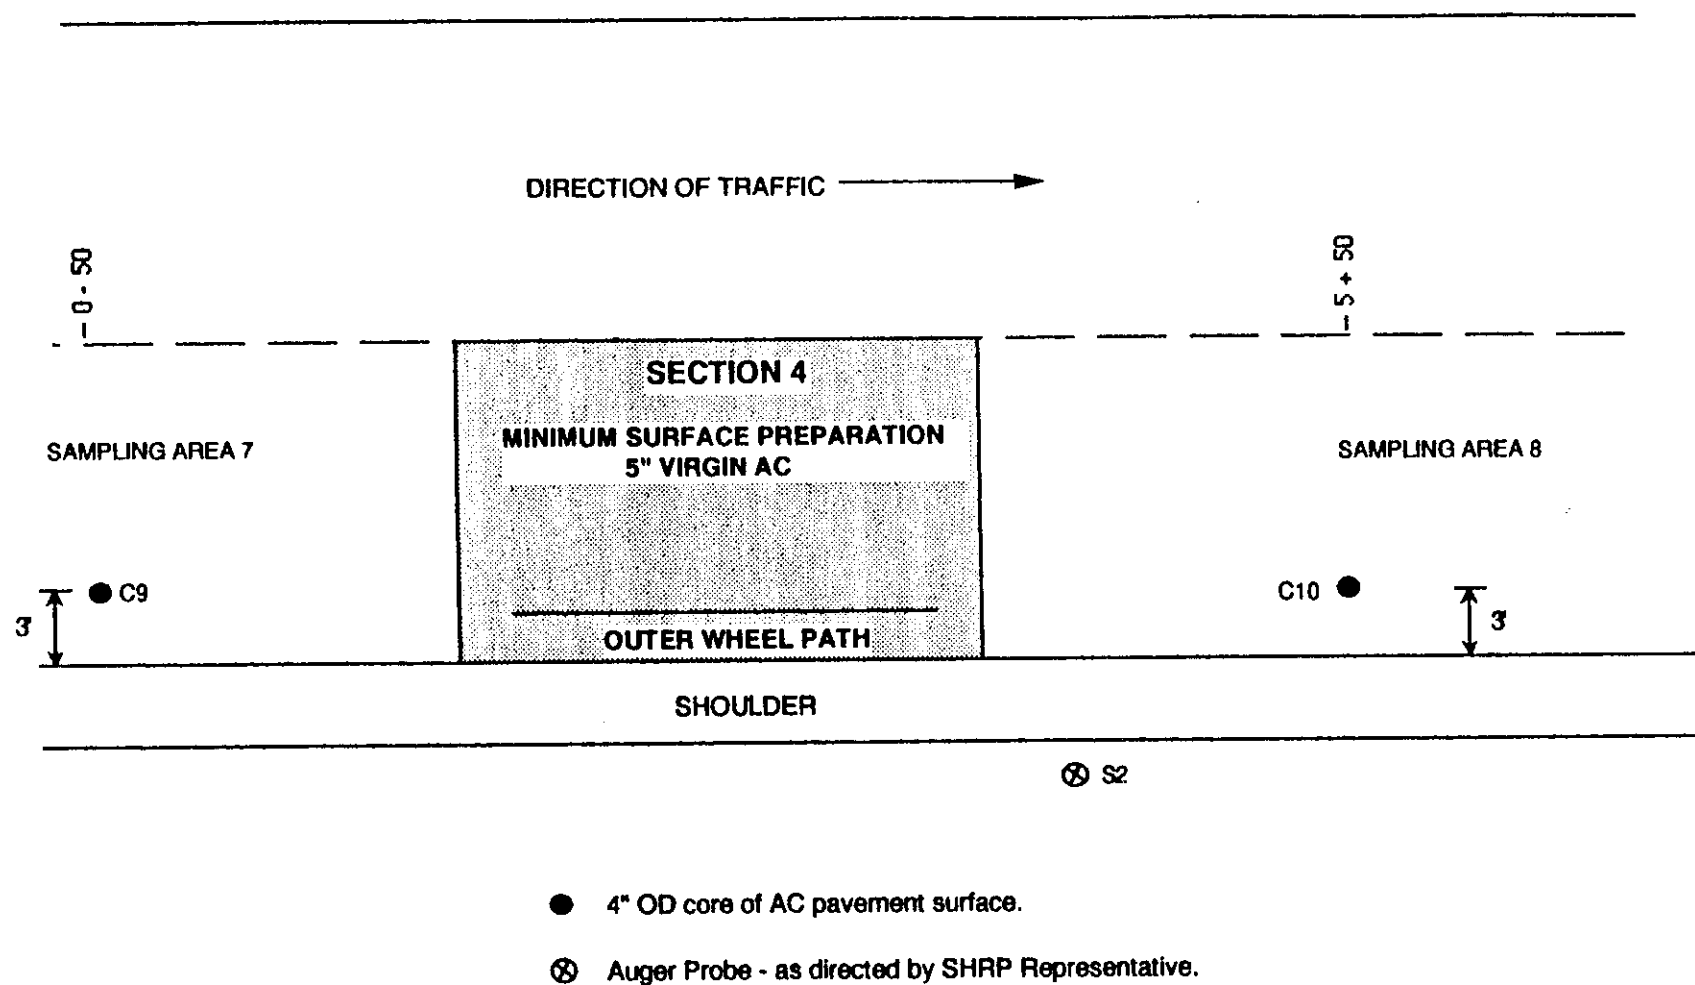 DIRECTION OF TRAFFIC
0 - 50
5 + 50
SECTION 4
MINIMUM SURFACE PREPARATION
5" VIRGIN AC
SAMPLING AREA 7
SAMPLING AREA 8
C9
C10
3'
3'
OUTER WHEEL PATH
SHOULDER
S2
4" OD core of AC pavement surface.
Auger Probe - as directed by SHRP Representative.